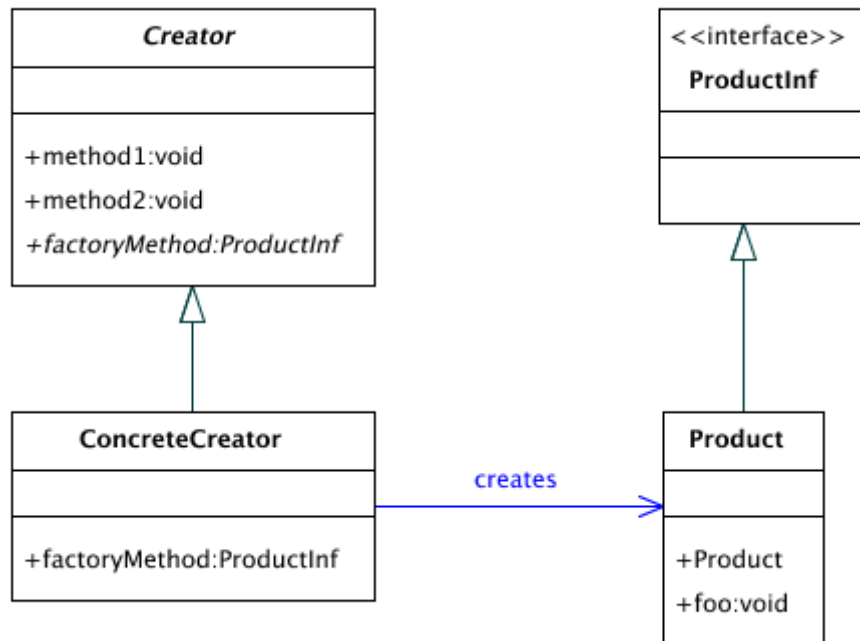 Creator
+method1:void
+method2:void
+factoryMethod:ProductInf
<<interface>>
ProductInf
ConcreteCreator
+factoryMethod:ProductInf
creates
Product
+Product
+foo:void